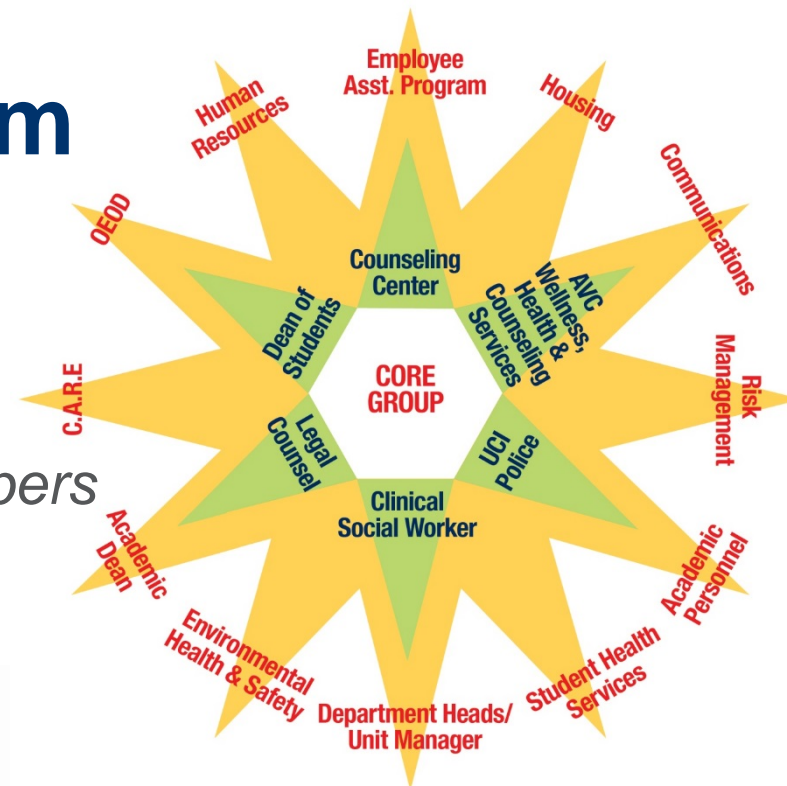 m
Employee
Asst. Program
Human
Resources
Housing
Communications
OEOD
Counseling
Center
AVC
Wellness,
Health &
Counseling
Services
Dean of
Students
CORE
GROUP
C.A.R.E
Risk
Management
Legal
Counsel
UCI
Police
bers
Clinical
Social Worker
Academic
Dean
Academic
Personnel
Environmental
Health & Safety
Student Health
Services
Department Heads/
Unit Manager